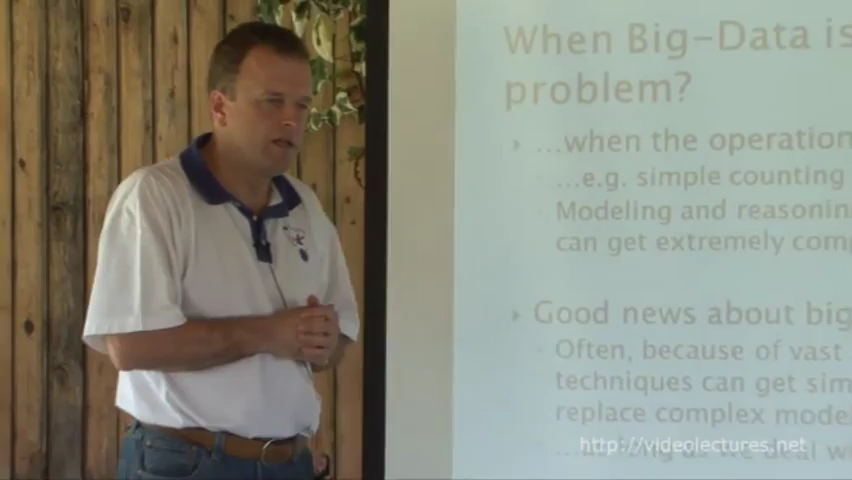 When Big-Data is
problem?
...when the operation
...e.g. simple counting
Modeling and reasoning
can get extremely comp
Good news about big
Often, because of vast
techniques can get sim
replace complex mode
http://videolectures.net